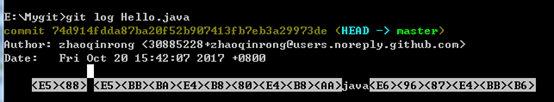 E:\Mygit>git log Hello.java
commit 74d914fdda87ba20f52b907413fb7eb3a29973de (HEAD -> master)
Author: zhaoqinrong <30885228+zhaoqinrong@users.noreply.github.com>
Date:   Fri Oct 20 15:42:07 2017 +0800
<E5><88> <E5><BB><BA><E4><B8><80><E4><B8><AA>java<E6><96><87><E4><BB><B6>